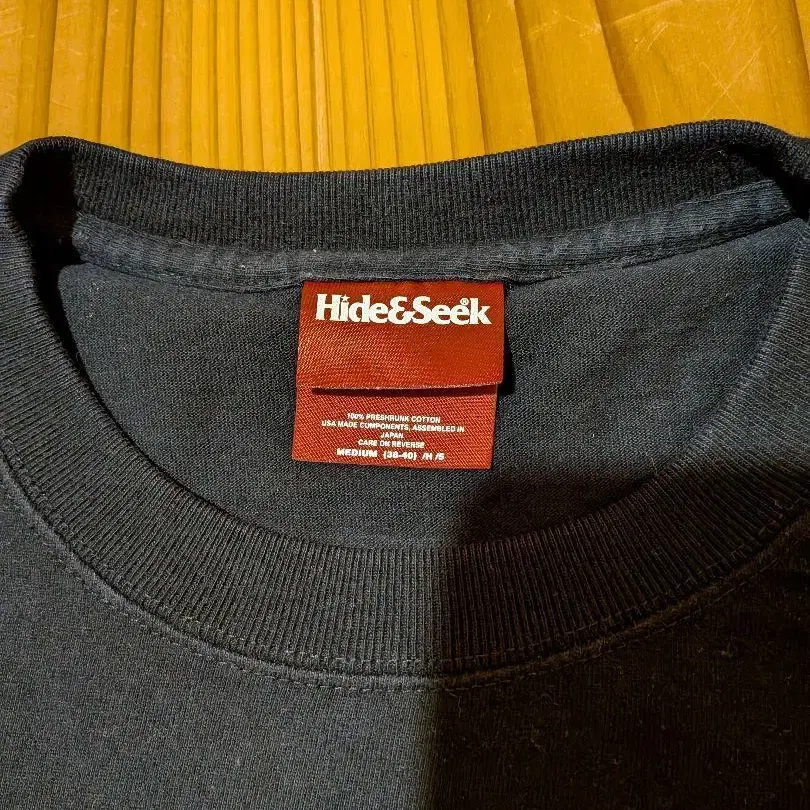 Hide&Seek®
100% PRESHRUNK COTTON
USA MADE COMPONENTS, ASSEMBLED IN
JAPAN
CARE ON REVERSE
MEDIUM (38-40) /H/S